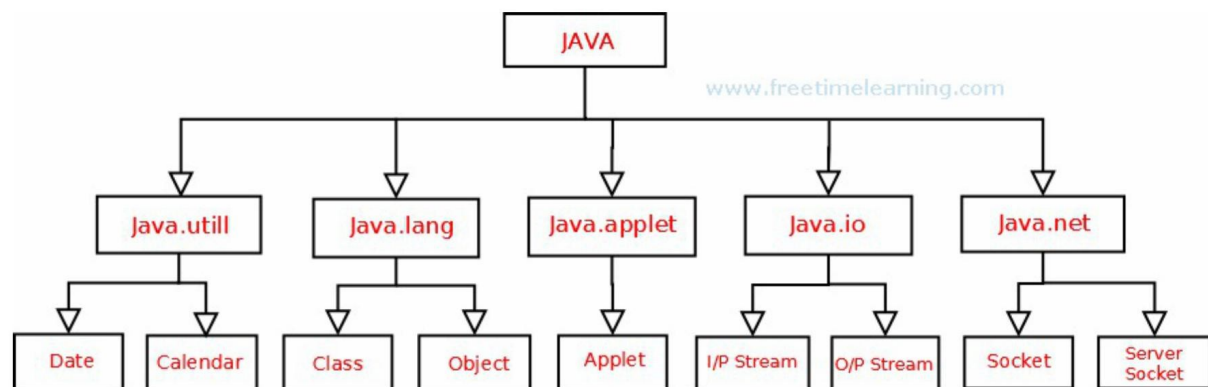 JAVA
www.freetimelearning.com
Java.utill
Java.lang
Java.applet
Java.io
Java.net
Date
Calendar
Class
Object
Applet
I/P Stream
O/P Stream
Socket
Server
Socket